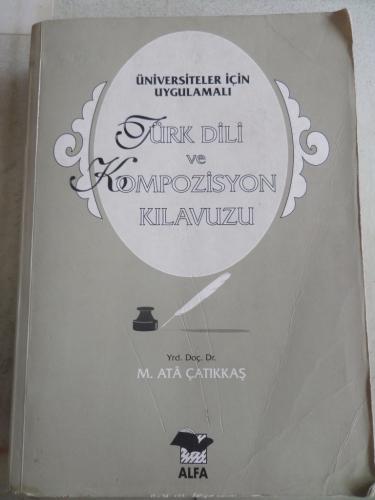 ÜNİVERSİTELER İÇİN
UYGULAMALI
TÜRK DİLİ
ve
KOMPOZİSYON
KILAVUZU
Yrd. Doç. Dr.
M. ATÂ ÇATIKKAŞ
ALFA